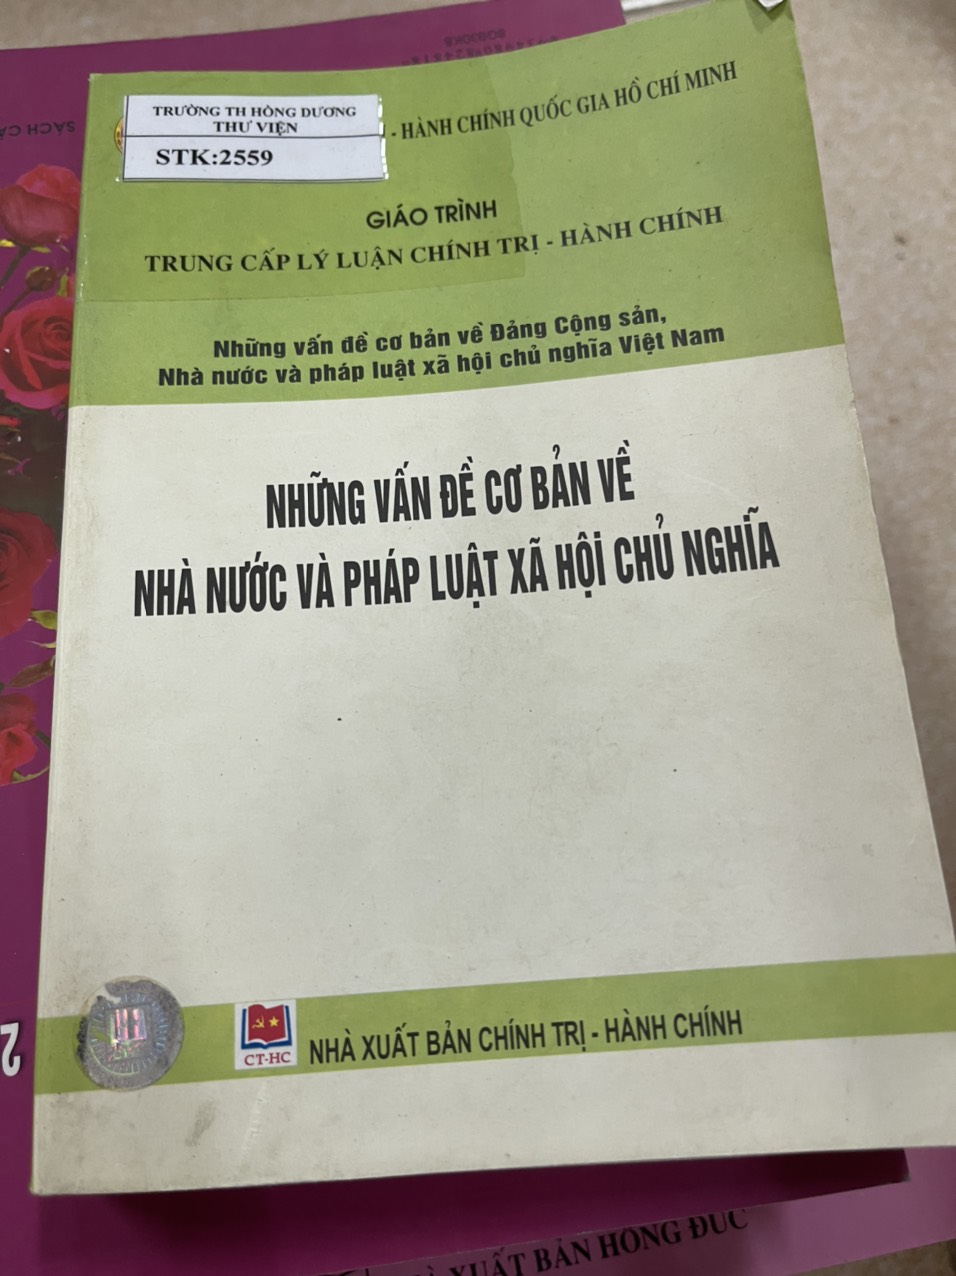 TRƯỜNG TH HÒNG DƯƠNG
THƯ VIỆN
STK:2559
- HÀNH CHÍNH QUỐC GIA HỒ CHÍ MINH
GIÁO TRÌNH
TRUNG CẤP LÝ LUẬN CHÍNH TRỊ - HÀNH CHÍNH
Những vấn đề cơ bản về Đảng Cộng sản,
Nhà nước và pháp luật xã hội chủ nghĩa Việt Nam
NHỮNG VẤN ĐỀ CƠ BẢN VỀ
NHÀ NƯỚC VÀ PHÁP LUẬT XÃ HỘI CHỦ NGHĨA
CT-HC
NHÀ XUẤT BẢN CHÍNH TRỊ - HÀNH CHÍNH
XUẤT BẢN HỒNG ĐỨC
SÁCH
2